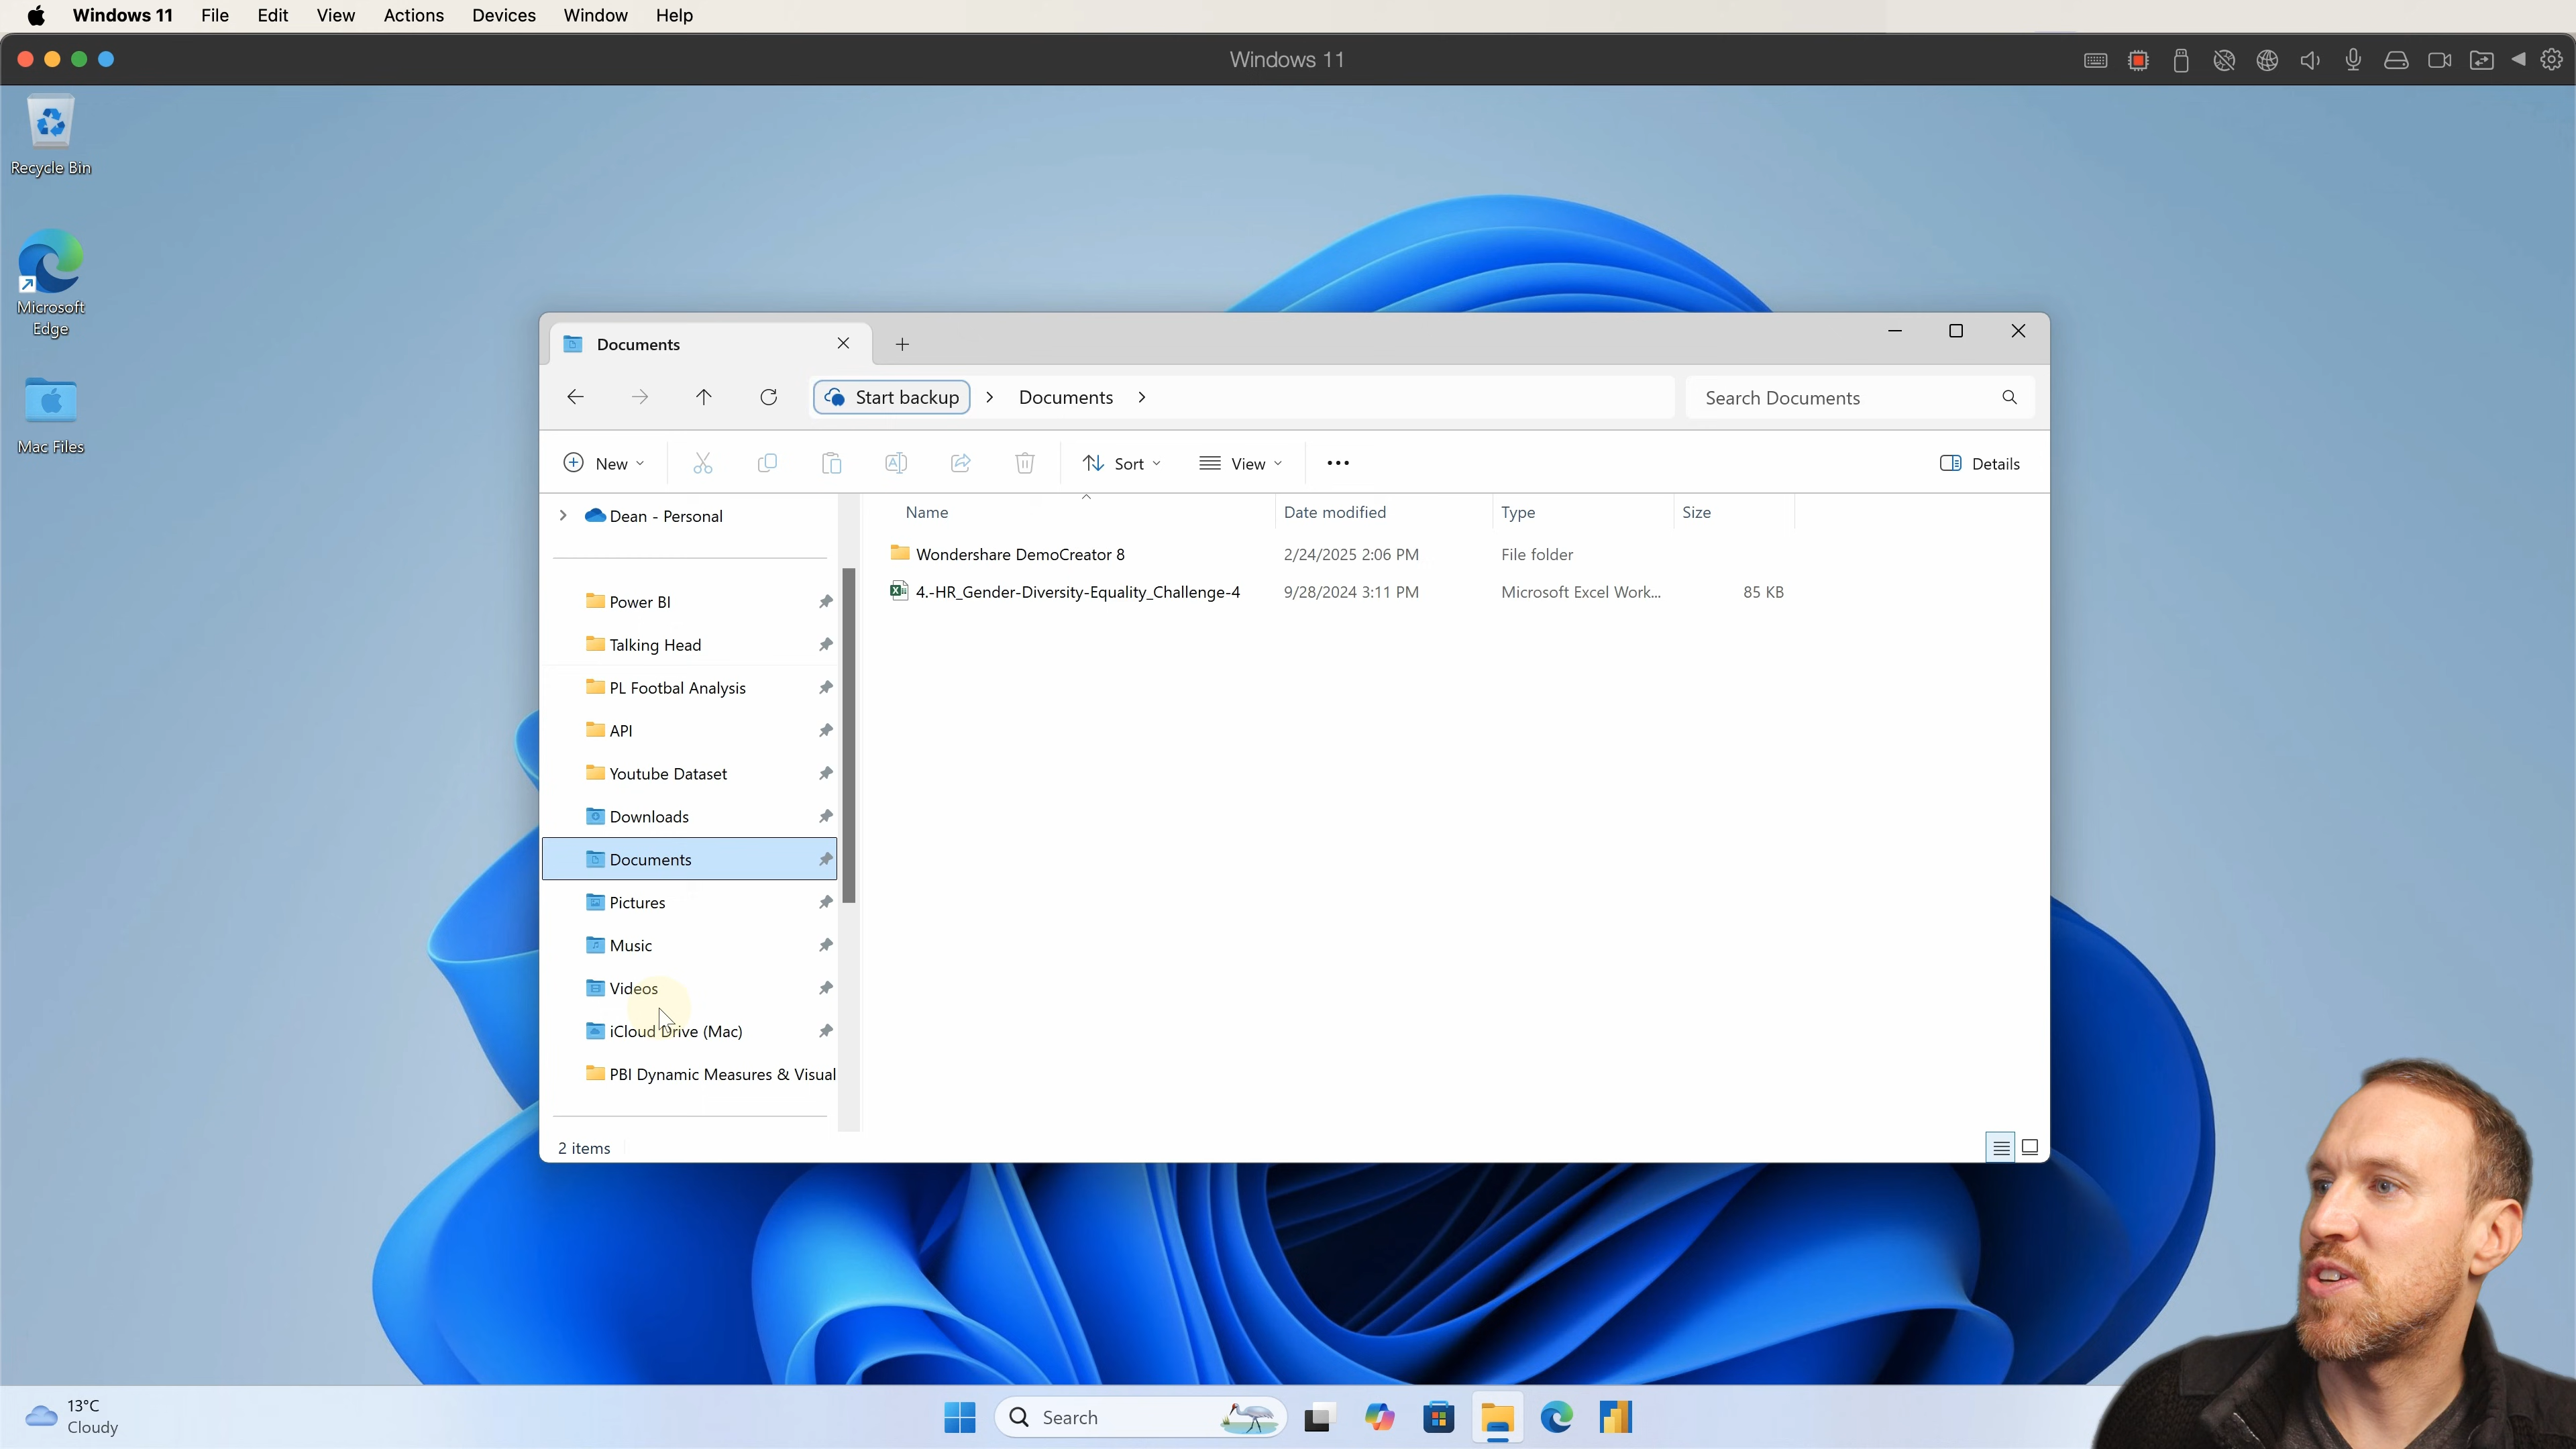 Windows 11 File Edit View Actions Devices Window Help
Windows 11
Recycle Bin
Microsoft
Edge
Mac Files
Documents
Start backup > Documents >
Search Documents
New
Sort
View
Details
Dean - Personal
Power BI
Talking Head
PL Footbal Analysis
API
Youtube Dataset
Downloads
Documents
Pictures
Music
Videos
iCloud Drive (Mac)
PBI Dynamic Measures & Visual
Name Date modified Type Size
Wondershare DemoCreator 8 2/24/2025 2:06 PM File folder
4.-HR_Gender-Diversity-Equality_Challenge-4 9/28/2024 3:11 PM Microsoft Excel Work... 85 KB
2 items
13°C
Cloudy
Search